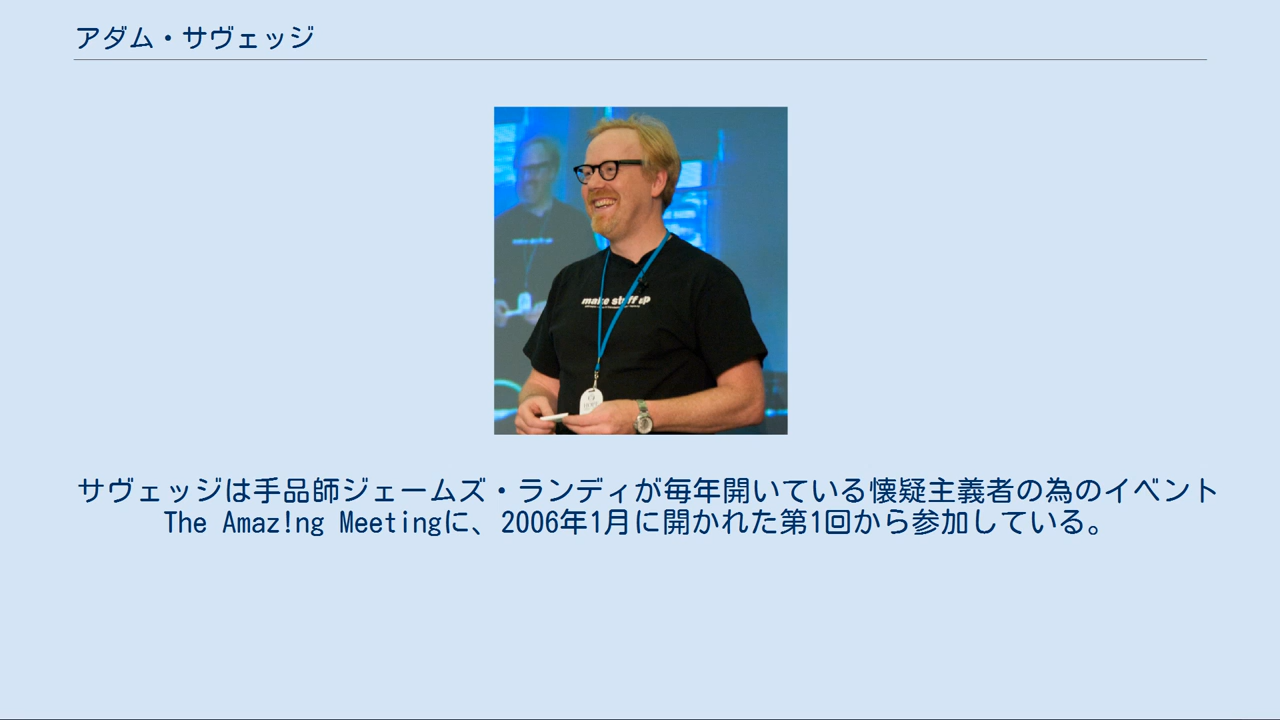 アダム・サヴェッジ
make stuff up
サヴェッジは手品師ジェームズ・ランディが毎年開いている懐疑主義者の為のイベント
The Amaz!ng Meetingに、2006年1月に開かれた第1回から参加している。